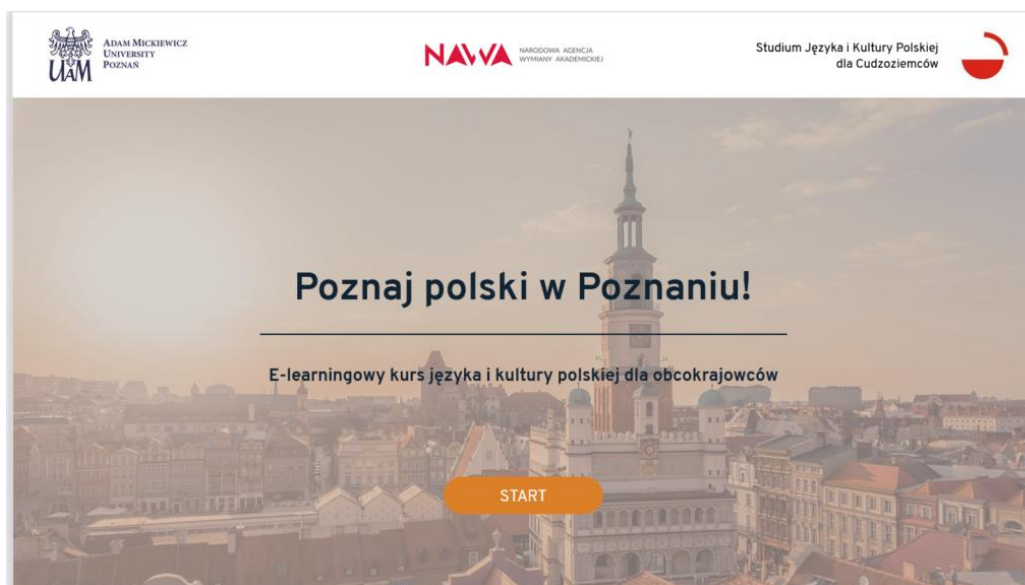 UAM
ADAM MICKIEWICZ
UNIVERSITY
POZNAŃ
NAWA
NARODOWA AGENCJA
WYMIANY AKADEMICKIEJ
Studium Języka i Kultury Polskiej
dla Cudzoziemców
Poznaj polski w Poznaniu!
E-learningowy kurs języka i kultury polskiej dla obcokrajowców
START